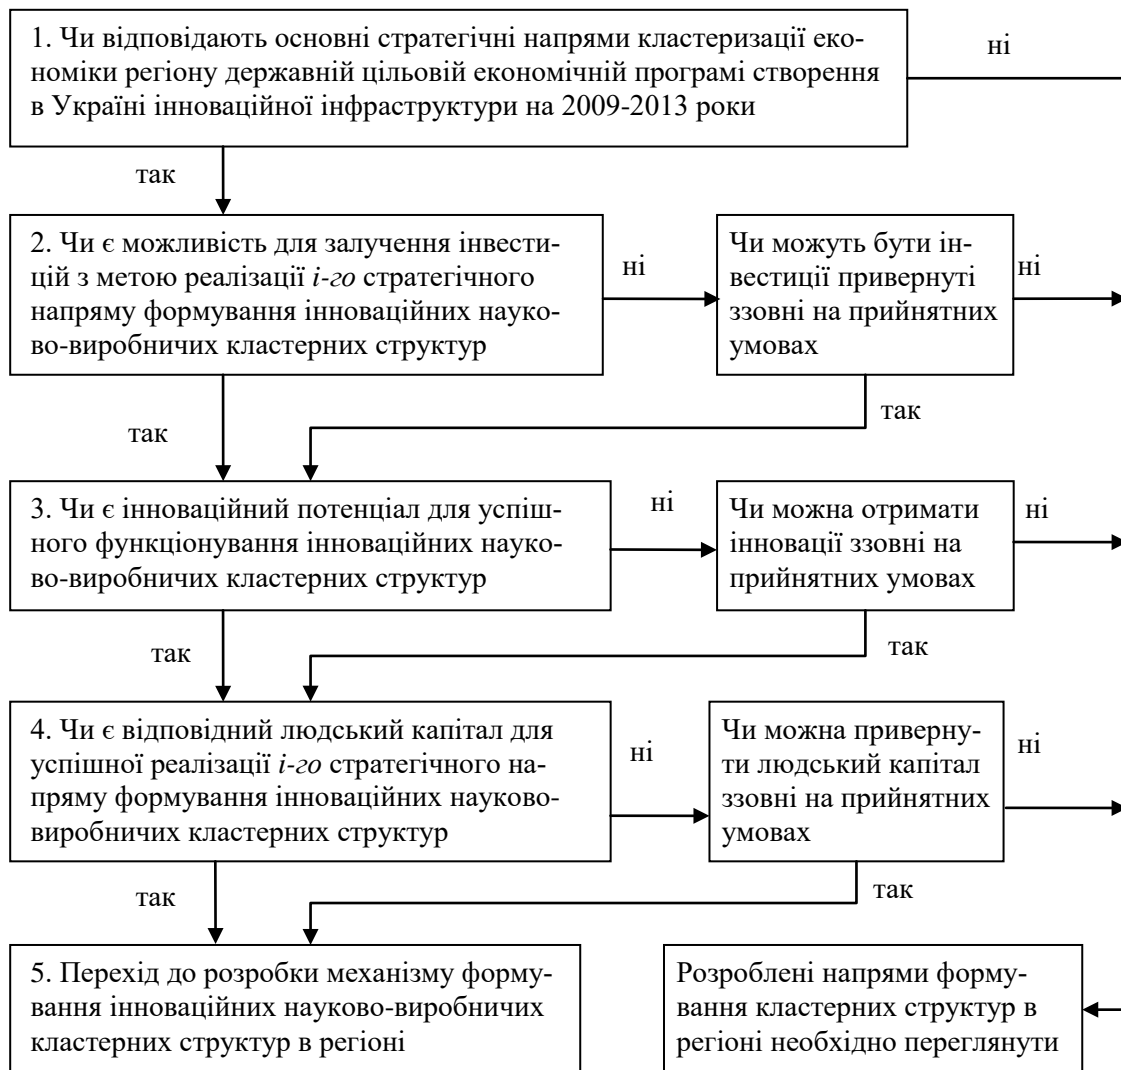 1. Чи відповідають основні стратегічні напрями кластеризації еко-
номіки регіону державній цільовій економічній програмі створення
в Україні інноваційної інфраструктури на 2009-2013 роки
ні
так
2. Чи є можливість для залучення інвести-
цій з метою реалізації i-го стратегічного
напряму формування інноваційних науко-
во-виробничих кластерних структур
ні
Чи можуть бути ін-
вестиції привернуті
ззовні на прийнятних
умовах
ні
так
так
3. Чи є інноваційний потенціал для успіш-
ного функціонування інноваційних науко-
во-виробничих кластерних структур
ні
Чи можна отримати
інновації ззовні на
прийнятних умовах
ні
так
так
4. Чи є відповідний людський капітал для
успішної реалізації i-го стратегічного на-
пряму формування інноваційних науково-
виробничих кластерних структур
ні
Чи можна приверну-
ти людський капітал
ззовні на прийнятних
умовах
ні
так
так
5. Перехід до розробки механізму форму-
вання інноваційних науково-виробничих
кластерних структур в регіоні
Розроблені напрями форму-
вання кластерних структур в
регіоні необхідно переглянути